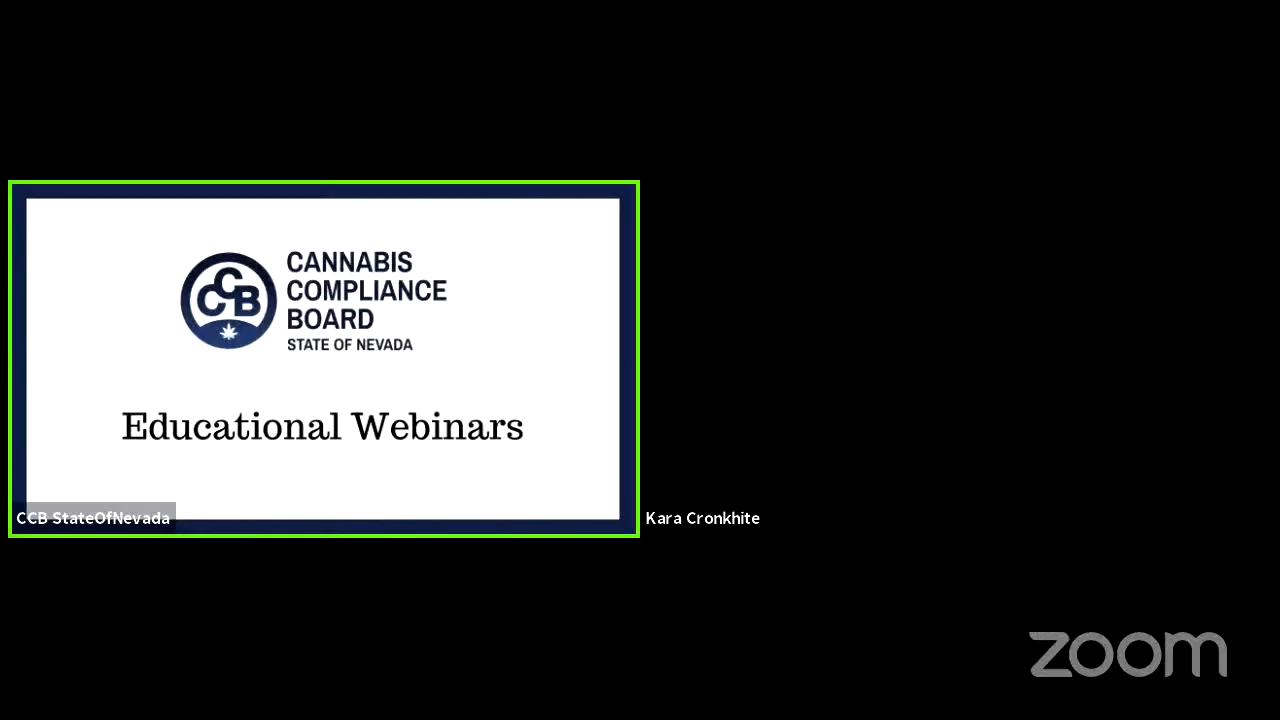 CCB
CANNABIS
COMPLIANCE
BOARD
STATE OF NEVADA
Educational Webinars
CCB StateOfNevada
Kara Cronkhite
zoom